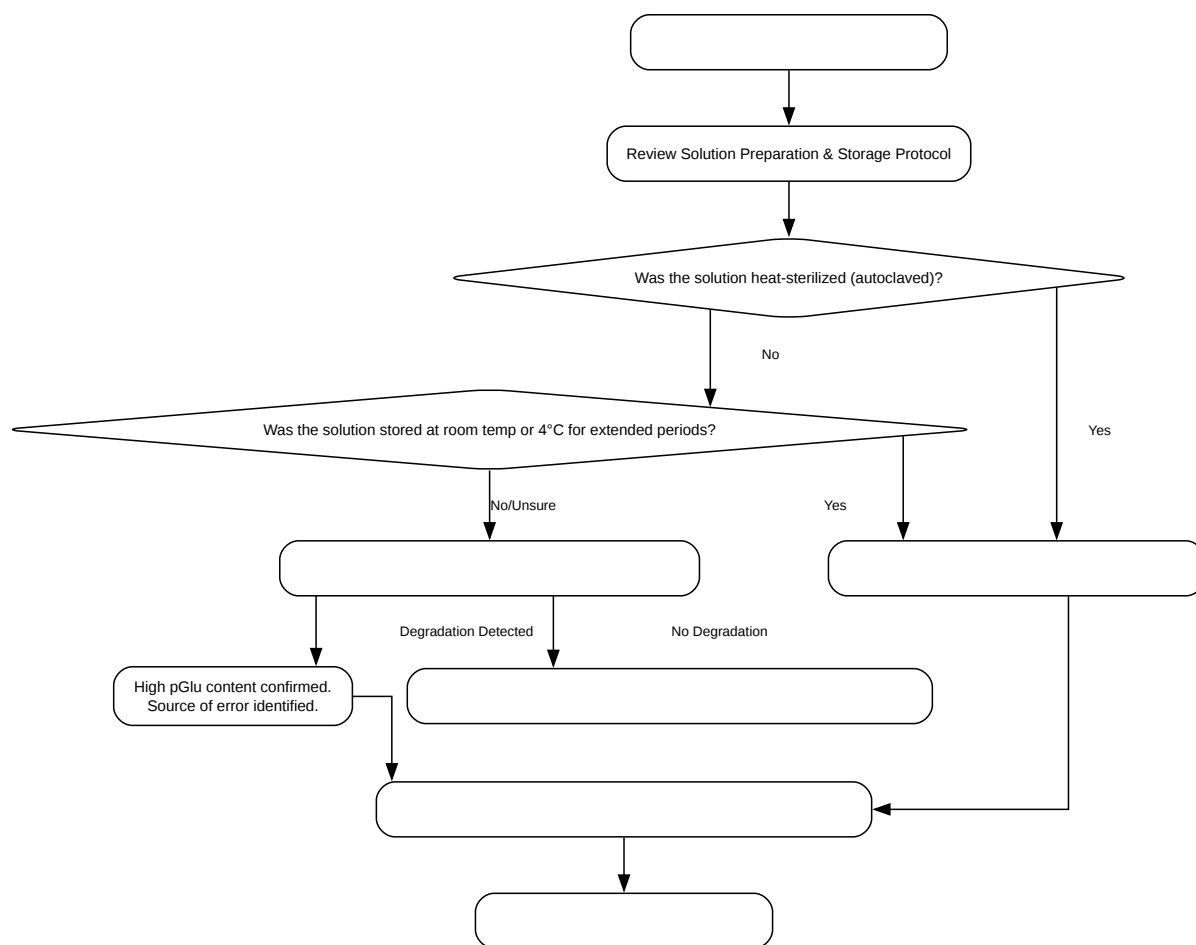 Review Solution Preparation & Storage Protocol
Was the solution heat-sterilized (autoclaved)?
No
Was the solution stored at room temp or 4°C for extended periods?
Yes
No/Unsure
Yes
Degradation Detected
No Degradation
High pGlu content confirmed.
Source of error identified.